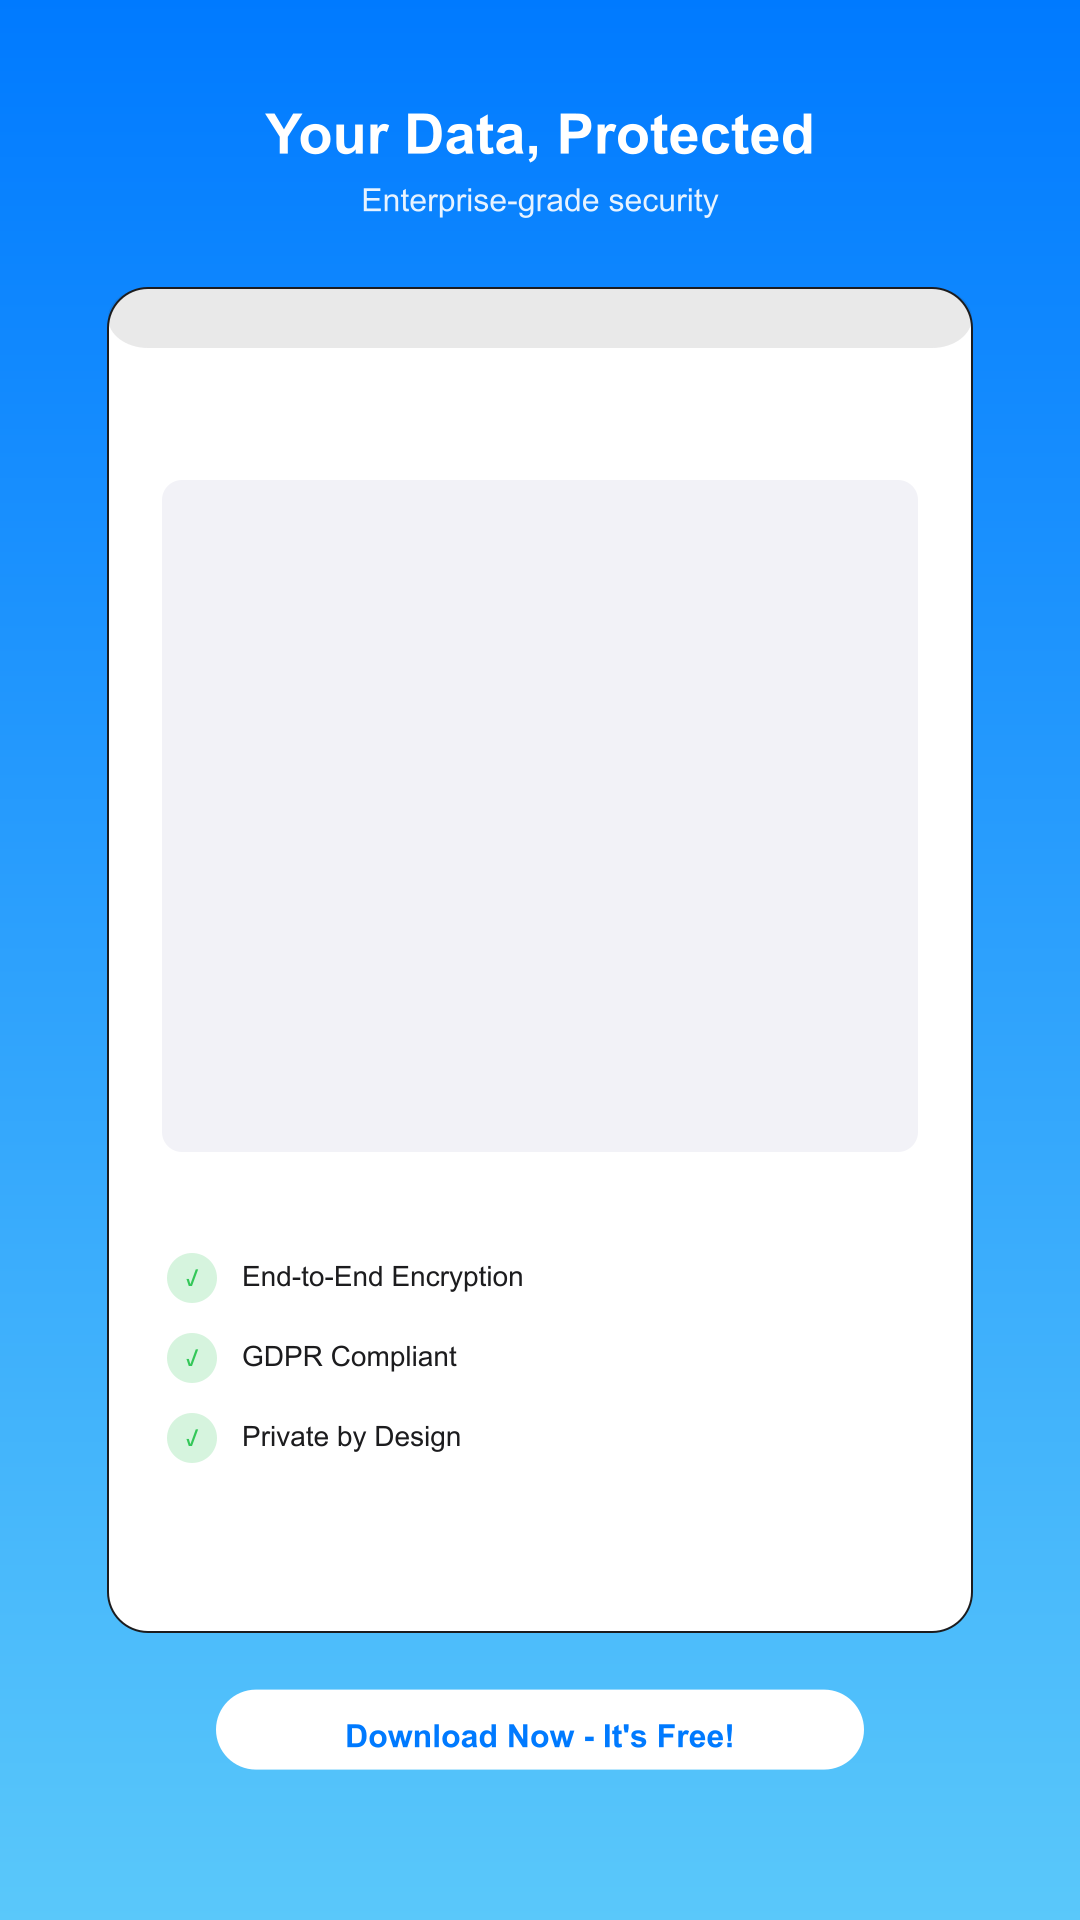 Your Data, Protected
Enterprise-grade security
✓ End-to-End Encryption
✓ GDPR Compliant
✓ Private by Design
Download Now - It's Free!